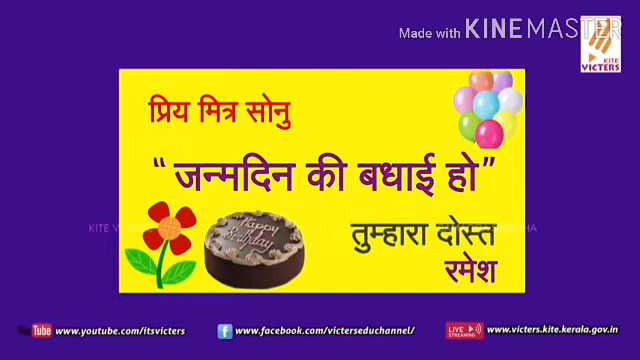 Made with KINEMASTER
KITE
VICTERS
प्रिय मित्र सोनु
“जन्मदिन की बधाई हो”
Happy
Birthday
तुम्हारा दोस्त
रमेश
YouTube www.youtube.com/itsvicters
www.facebook.com/victerseduchannel/
LIVE STREAMING www.victers.kite.kerala.gov.in